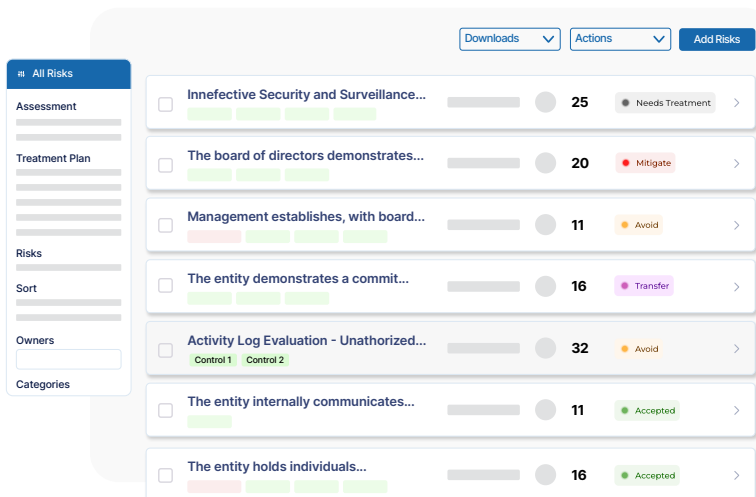 Downloads
Actions
Add Risks
All Risks
Assessment
Treatment Plan
Risks
Sort
Owners
Categories
Innefective Security and Surveillance...
25
Needs Treatment
The board of directors demonstrates...
20
Mitigate
Management establishes, with board...
11
Avoid
The entity demonstrates a commit...
16
Transfer
Activity Log Evaluation - Unathorized...
Control 1
Control 2
32
Avoid
The entity internally communicates...
11
Accepted
The entity holds individuals...
16
Accepted